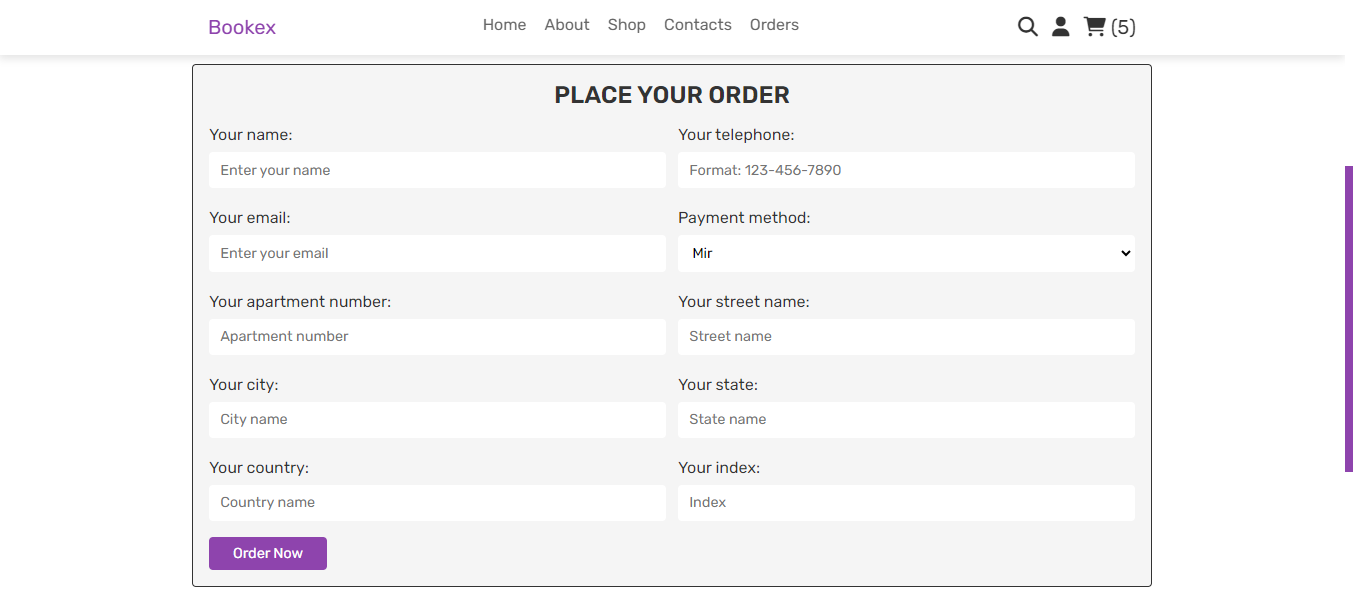 Bookex Home About Shop Contacts Orders (5)
PLACE YOUR ORDER
Your name: Your telephone:
Enter your name Format: 123-456-7890
Your email: Payment method:
Enter your email Mir
Your apartment number: Your street name:
Apartment number Street name
Your city: Your state:
City name State name
Your country: Your index:
Country name Index
Order Now